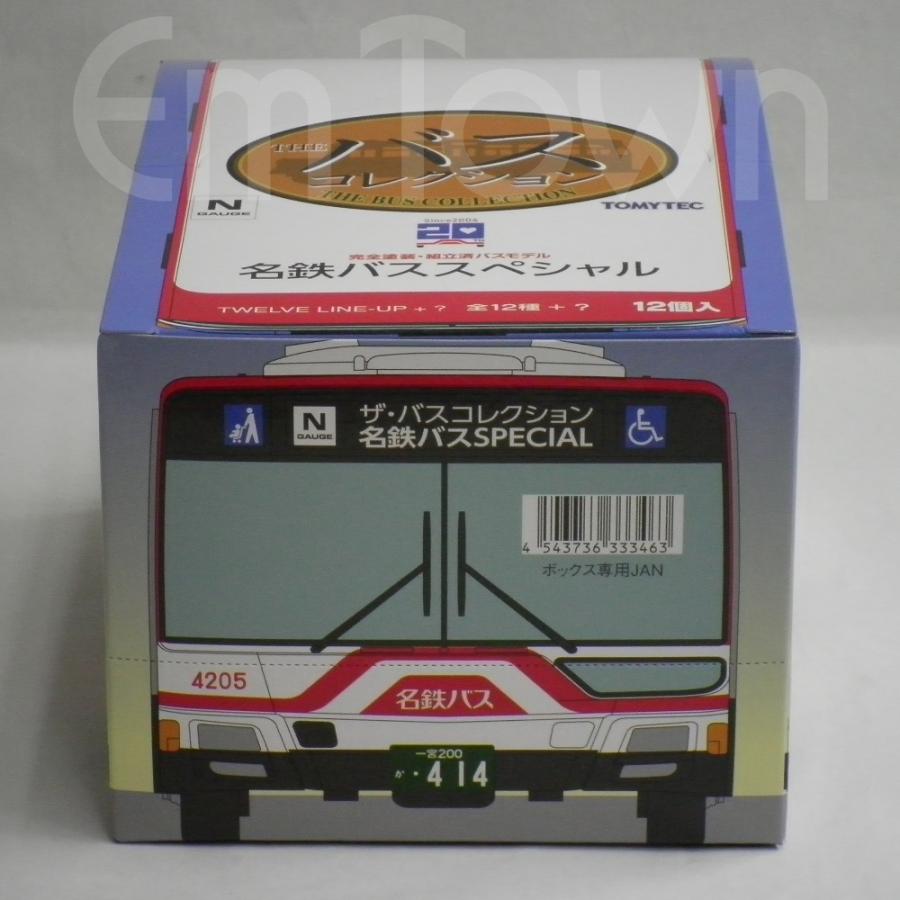 Em Town
THE
バス
コレクション
THE BUS COLLECTION
N
GAUGE
TOMYTEC
Since2004
20
完全塗装・組立済バスモデル
名鉄バススペシャル
TWELVE LINE-UP + ? 全12種 + ? 12個入
N
GAUGE
ザ・バスコレクション
名鉄バスSPECIAL
4 543736 333463
ボックス専用JAN
4205
名鉄バス
一宮200
か・414